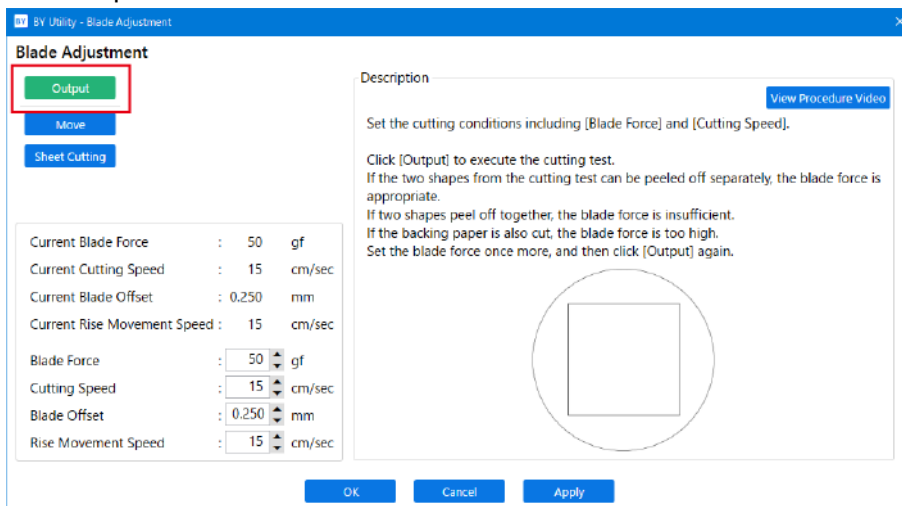 BY BY Utility - Blade Adjustment
Blade Adjustment
Output
Move
Sheet Cutting
Current Blade Force : 50 gf
Current Cutting Speed : 15 cm/sec
Current Blade Offset : 0.250 mm
Current Rise Movement Speed : 15 cm/sec
Blade Force : 50 gf
Cutting Speed : 15 cm/sec
Blade Offset : 0.250 mm
Rise Movement Speed : 15 cm/sec
Description
View Procedure Video
Set the cutting conditions including [Blade Force] and [Cutting Speed].
Click [Output] to execute the cutting test.
If the two shapes from the cutting test can be peeled off separately, the blade force is
appropriate.
If two shapes peel off together, the blade force is insufficient.
If the backing paper is also cut, the blade force is too high.
Set the blade force once more, and then click [Output] again.
OK Cancel Apply